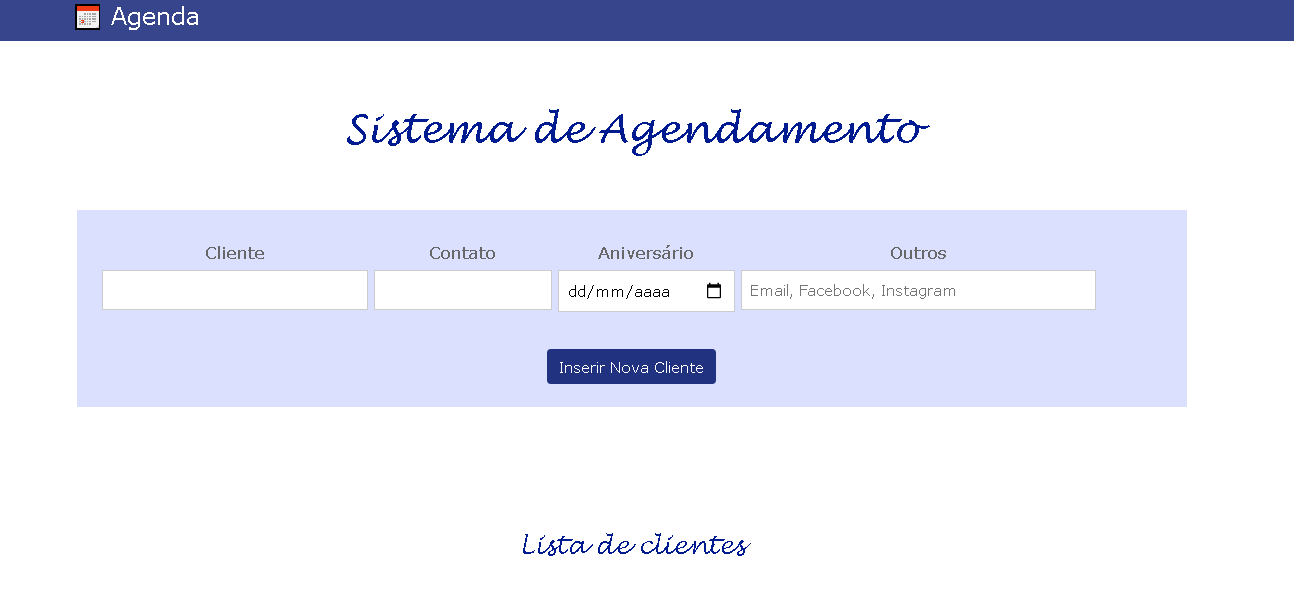 Agenda
Sistema de Agendamento
Cliente Contato Aniversário Outros
dd/mm/aaaa Email, Facebook, Instagram
Inserir Nova Cliente
Lista de clientes